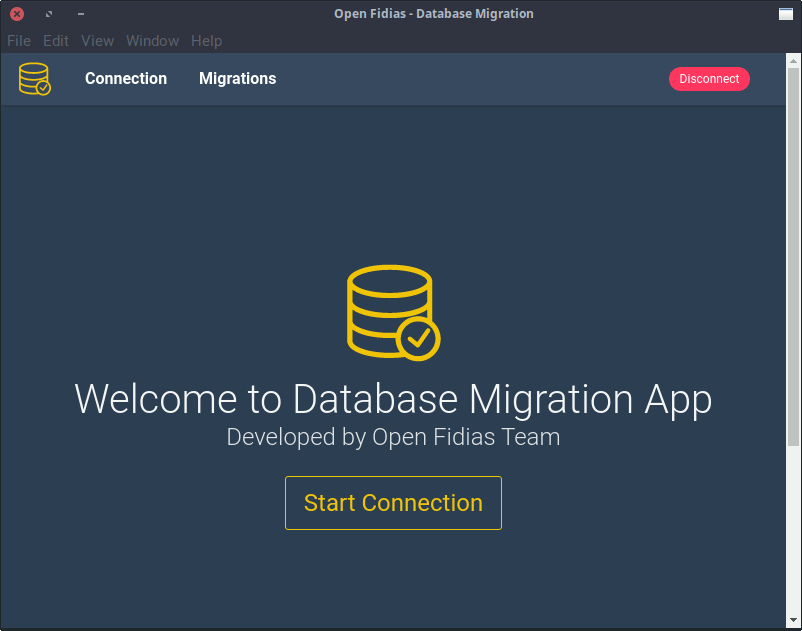 Open Fidias - Database Migration
File Edit View Window Help
Connection Migrations Disconnect
Welcome to Database Migration App
Developed by Open Fidias Team
Start Connection